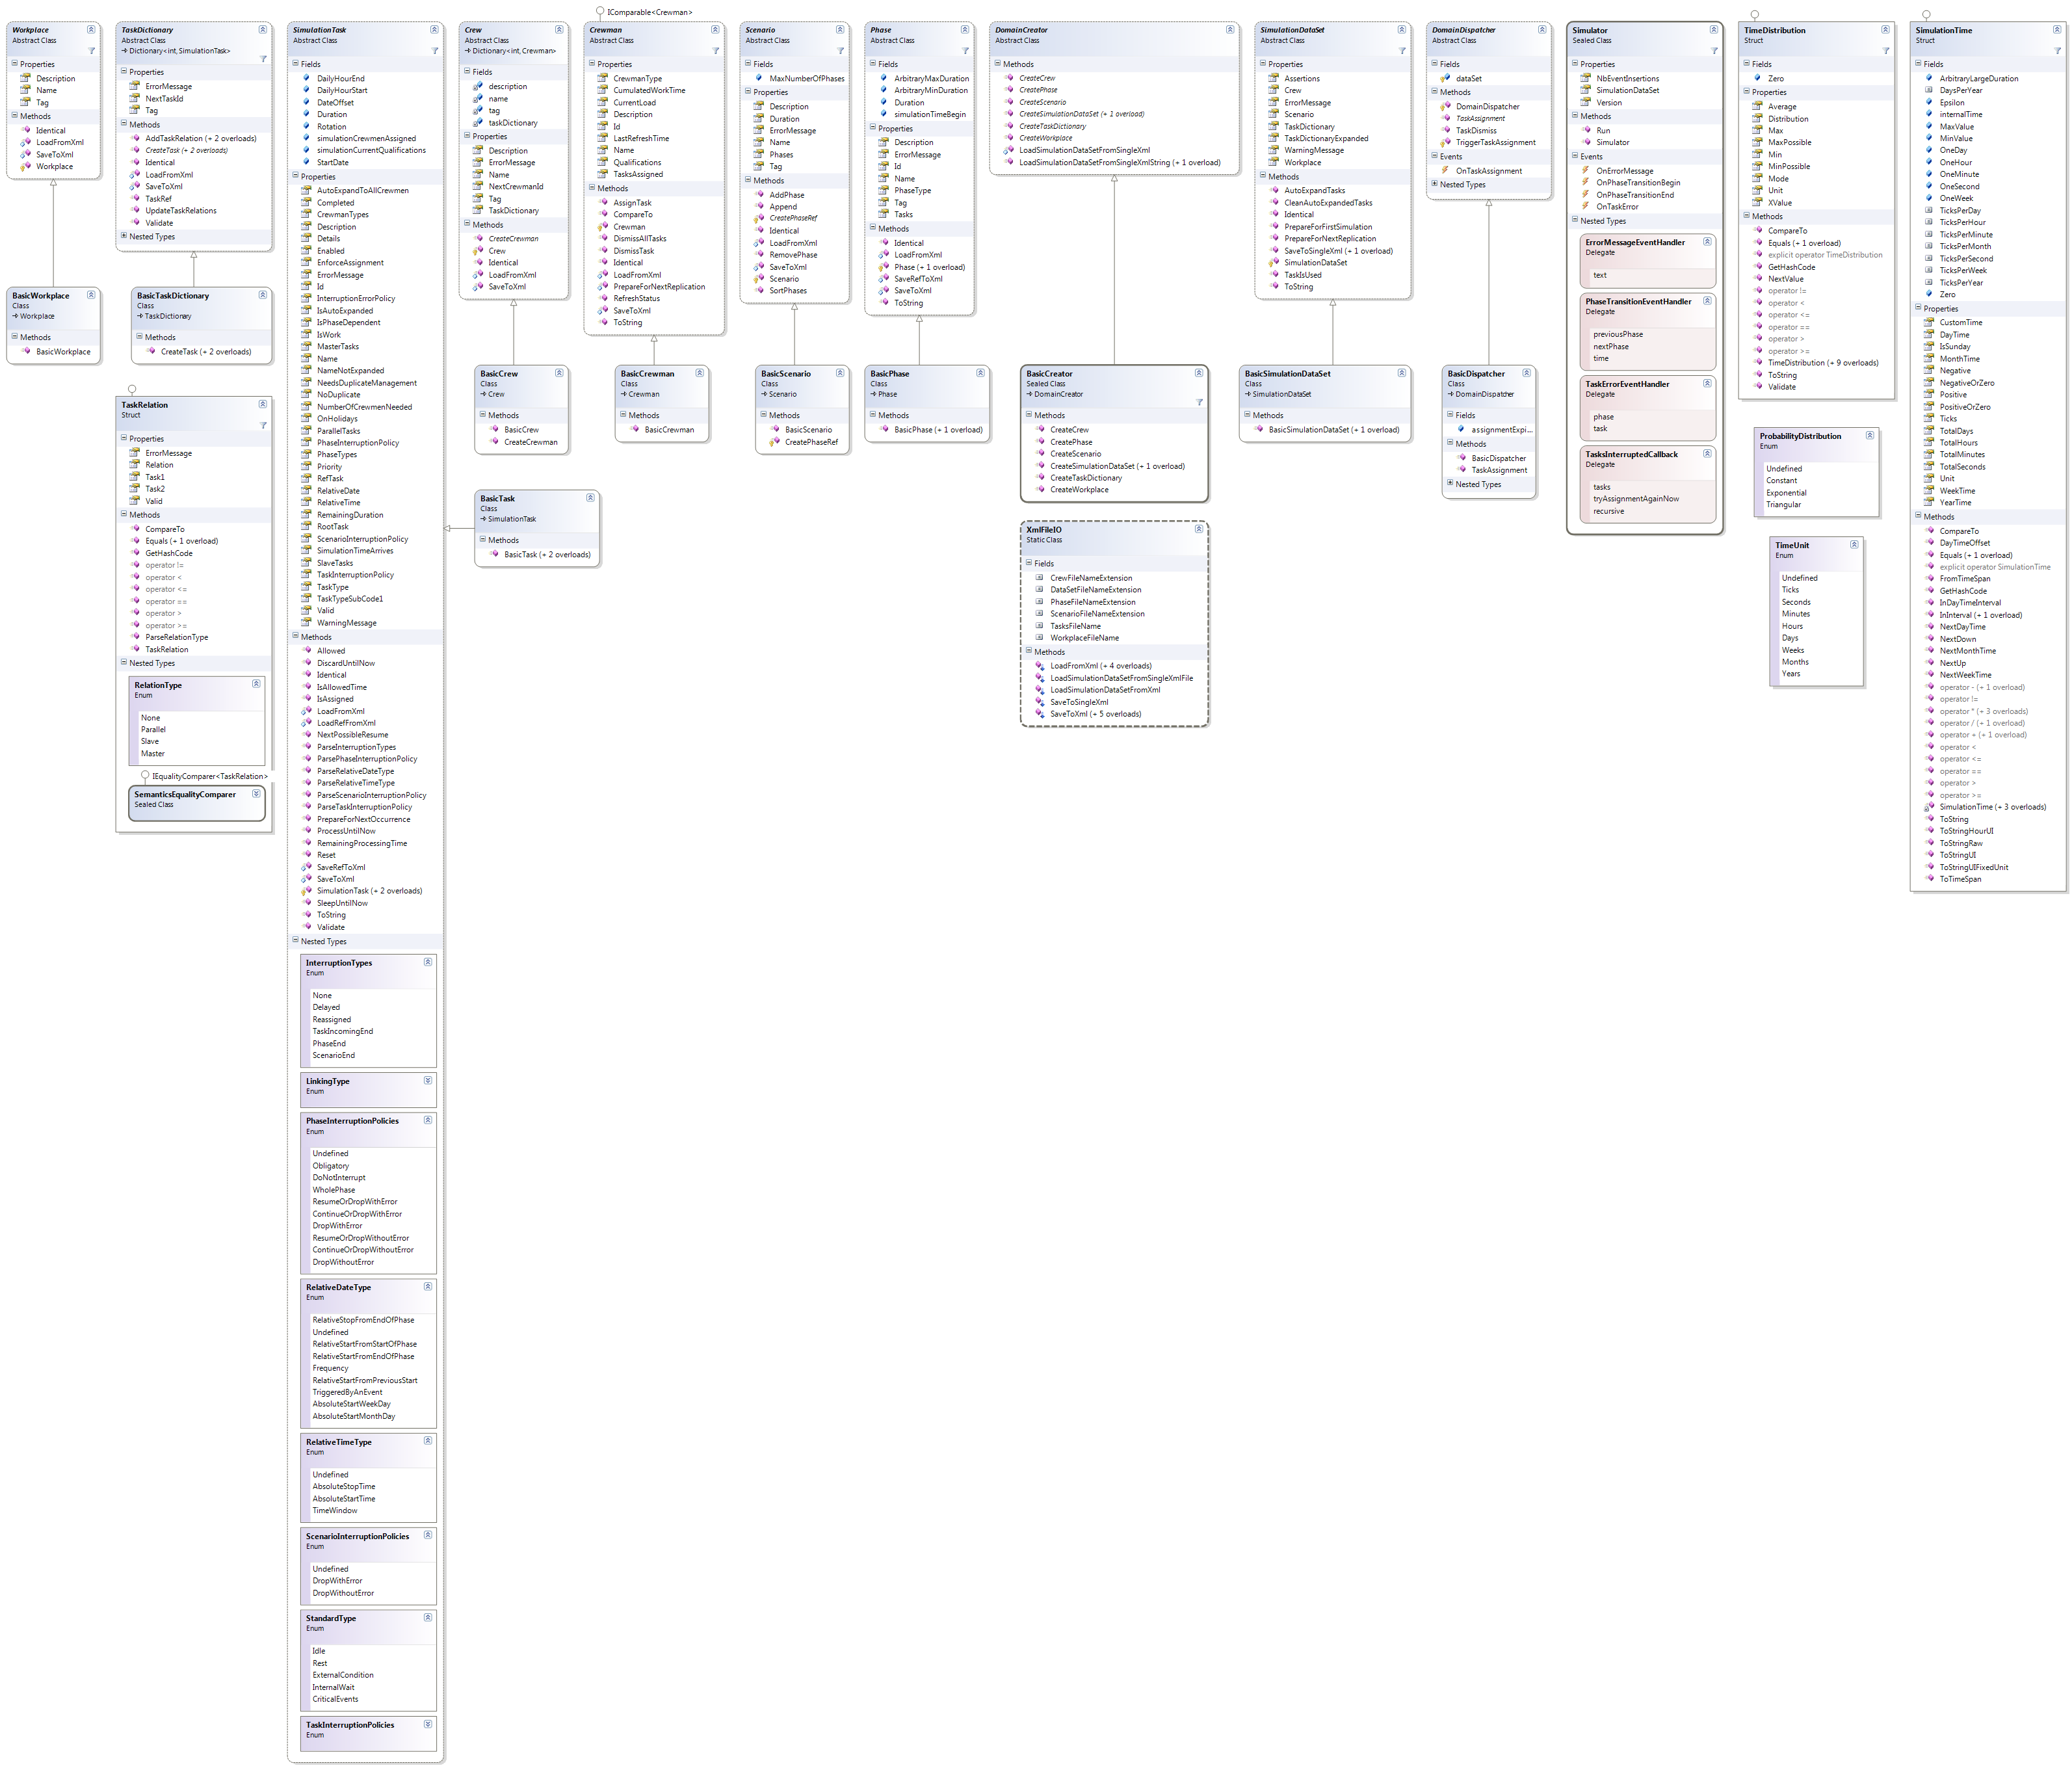 Workplace
Abstract Class
Properties
Description
Name
Tag
Methods
Identical
LoadFromXml
SaveToXml
Workplace
BasicWorkplace
Class
Workplace
Methods
BasicWorkplace
TaskDictionary
Abstract Class
Dictionary<int, SimulationTask>
Properties
ErrorMessage
NextTaskId
Tag
Methods
AddTaskRelation (+ 2 overloads)
CreateTask (+ 2 overloads)
Identical
LoadFromXml
SaveToXml
TaskRef
UpdateTaskRelations
Validate
Nested Types
BasicTaskDictionary
Class
TaskDictionary
Methods
CreateTask (+ 2 overloads)
TaskRelation
Struct
Properties
ErrorMessage
Relation
Task1
Task2
Valid
Methods
CompareTo
Equals (+ 1 overload)
GetHashCode
operator !=
operator <
operator <=
operator ==
operator >
operator >=
ParseRelationType
TaskRelation
Nested Types
RelationType
Enum
None
Parallel
Slave
Master
IEqualityComparer<TaskRelation>
SemanticsEqualityComparer
Sealed Class
SimulationTask
Abstract Class
Fields
DailyHourEnd
DailyHourStart
DateOffset
Duration
Rotation
simulationCrewmenAssigned
simulationCurrentQualifications
StartDate
Properties
AutoExpandToAllCrewmen
Completed
CrewmanTypes
Description
Details
Enabled
EnforceAssignment
ErrorMessage
Id
InterruptionErrorPolicy
IsAutoExpanded
IsPhaseDependent
IsWork
MasterTasks
Name
NameNotExpanded
NeedsDuplicateManagement
NoDuplicate
NumberOfCrewmenNeeded
OnHolidays
ParallelTasks
PhaseInterruptionPolicy
PhaseTypes
Priority
RefTask
RelativeDate
RelativeTime
RemainingDuration
RootTask
ScenarioInterruptionPolicy
SimulationTimeArrives
SlaveTasks
TaskInterruptionPolicy
TaskType
TaskTypeSubCode1
Valid
WarningMessage
Methods
Allowed
DiscardUntilNow
Identical
IsAllowedTime
IsAssigned
LoadFromXml
LoadRefFromXml
NextPossibleResume
ParseInterruptionTypes
ParsePhaseInterruptionPolicy
ParseRelativeDateType
ParseRelativeTimeType
ParseScenarioInterruptionPolicy
ParseTaskInterruptionPolicy
PrepareForNextOccurrence
ProcessUntilNow
RemainingProcessingTime
Reset
SaveRefToXml
SaveToXml
SimulationTask (+ 2 overloads)
SleepUntilNow
ToString
Validate
Nested Types
InterruptionTypes
Enum
None
Delayed
Reassigned
TaskIncomingEnd
PhaseEnd
ScenarioEnd
LinkingType
Enum
PhaseInterruptionPolicies
Enum
Undefined
Obligatory
DoNotInterrupt
WholePhase
ResumeOrDropWithError
ContinueOrDropWithError
DropWithError
ResumeOrDropWithoutError
ContinueOrDropWithoutError
DropWithoutError
RelativeDateType
Enum
RelativeStopFromEndOfPhase
Undefined
RelativeStartFromStartOfPhase
RelativeStartFromEndOfPhase
Frequency
RelativeStartFromPreviousStart
TriggeredByAnEvent
AbsoluteStartWeekDay
AbsoluteStartMonthDay
RelativeTimeType
Enum
Undefined
AbsoluteStopTime
AbsoluteStartTime
TimeWindow
ScenarioInterruptionPolicies
Enum
Undefined
DropWithError
DropWithoutError
StandardType
Enum
Idle
Rest
ExternalCondition
InternalWait
CriticalEvents
TaskInterruptionPolicies
Enum
Crew
Abstract Class
Dictionary<int, Crewman>
Fields
description
name
tag
taskDictionary
Properties
Description
ErrorMessage
Name
NextCrewmanId
Tag
TaskDictionary
Methods
CreateCrewman
Crew
Identical
LoadFromXml
SaveToXml
BasicCrew
Class
Crew
Methods
BasicCrew
CreateCrewman
BasicTask
Class
SimulationTask
Methods
BasicTask (+ 2 overloads)
IComparable<Crewman>
Crewman
Abstract Class
Properties
CrewmanType
CumulatedWorkTime
CurrentLoad
Description
Id
LastRefreshTime
Name
Qualifications
TasksAssigned
Methods
AssignTask
CompareTo
Crewman
DismissAllTasks
DismissTask
Identical
LoadFromXml
PrepareForNextReplication
RefreshStatus
SaveToXml
ToString
BasicCrewman
Class
Crewman
Methods
BasicCrewman
Scenario
Abstract Class
Fields
MaxNumberOfPhases
Properties
Description
Duration
ErrorMessage
Name
Phases
Tag
Methods
AddPhase
Append
CreatePhaseRef
Identical
LoadFromXml
RemovePhase
SaveToXml
Scenario
SortPhases
BasicScenario
Class
Scenario
Methods
BasicScenario
CreatePhaseRef
Phase
Abstract Class
Fields
ArbitraryMaxDuration
ArbitraryMinDuration
Duration
simulationTimeBegin
Properties
Description
ErrorMessage
Id
Name
PhaseType
Tag
Tasks
Methods
Identical
LoadFromXml
Phase (+ 1 overload)
SaveRefToXml
SaveToXml
ToString
BasicPhase
Class
Phase
Methods
BasicPhase (+ 1 overload)
DomainCreator
Abstract Class
Methods
CreateCrew
CreatePhase
CreateScenario
CreateSimulationDataSet (+ 1 overload)
CreateTaskDictionary
CreateWorkplace
LoadSimulationDataSetFromSingleXml
LoadSimulationDataSetFromSingleXmlString (+ 1 overload)
BasicCreator
Sealed Class
DomainCreator
Methods
CreateCrew
CreatePhase
CreateScenario
CreateSimulationDataSet (+ 1 overload)
CreateTaskDictionary
CreateWorkplace
XmlFileIO
Static Class
Fields
CrewFileNameExtension
DataSetFileNameExtension
PhaseFileNameExtension
ScenarioFileNameExtension
TasksFileName
WorkplaceFileName
Methods
LoadFromXml (+ 4 overloads)
LoadSimulationDataSetFromSingleXmlFile
LoadSimulationDataSetFromXml
SaveToSingleXml
SaveToXml (+ 5 overloads)
SimulationDataSet
Abstract Class
Properties
Assertions
Crew
ErrorMessage
Scenario
TaskDictionary
TaskDictionaryExpanded
WarningMessage
Workplace
Methods
AutoExpandTasks
CleanAutoExpandedTasks
Identical
PrepareForFirstSimulation
PrepareForNextReplication
SaveToSingleXml (+ 1 overload)
SimulationDataSet
TaskIsUsed
ToString
BasicSimulationDataSet
Class
SimulationDataSet
Methods
BasicSimulationDataSet (+ 1 overload)
DomainDispatcher
Abstract Class
Fields
dataSet
Methods
DomainDispatcher
TaskAssignment
TaskDismiss
TriggerTaskAssignment
Events
OnTaskAssignment
Nested Types
BasicDispatcher
Class
DomainDispatcher
Fields
assignmentExpi...
Methods
BasicDispatcher
TaskAssignment
Nested Types
Simulator
Sealed Class
Properties
NbEventInsertions
SimulationDataSet
Version
Methods
Run
Simulator
Events
OnErrorMessage
OnPhaseTransitionBegin
OnPhaseTransitionEnd
OnTaskError
Nested Types
ErrorMessageEventHandler
Delegate
text
PhaseTransitionEventHandler
Delegate
previousPhase
nextPhase
time
TaskErrorEventHandler
Delegate
phase
task
TasksInterruptedCallback
Delegate
tasks
tryAssignmentAgainNow
recursive
TimeDistribution
Struct
Fields
Zero
Properties
Average
Distribution
Max
MaxPossible
Min
MinPossible
Mode
Unit
XValue
Methods
CompareTo
Equals (+ 1 overload)
explicit operator TimeDistribution
GetHashCode
NextValue
operator !=
operator <
operator <=
operator ==
operator >
operator >=
TimeDistribution (+ 9 overloads)
ToString
Validate
ProbabilityDistribution
Enum
Undefined
Constant
Exponential
Triangular
TimeUnit
Enum
Undefined
Ticks
Seconds
Minutes
Hours
Days
Weeks
Months
Years
SimulationTime
Struct
Fields
ArbitraryLargeDuration
DaysPerYear
Epsilon
internalTime
MaxValue
MinValue
OneDay
OneHour
OneMinute
OneSecond
OneWeek
TicksPerDay
TicksPerHour
TicksPerMinute
TicksPerMonth
TicksPerSecond
TicksPerWeek
TicksPerYear
Zero
Properties
CustomTime
DayTime
IsSunday
MonthTime
Negative
NegativeOrZero
Positive
PositiveOrZero
Ticks
TotalDays
TotalHours
TotalMinutes
TotalSeconds
Unit
WeekTime
YearTime
Methods
CompareTo
DayTimeOffset
Equals (+ 1 overload)
explicit operator SimulationTime
FromTimeSpan
GetHashCode
InDayTimeInterval
InInterval (+ 1 overload)
NextDayTime
NextDown
NextMonthTime
NextUp
NextWeekTime
operator - (+ 1 overload)
operator !=
operator * (+ 3 overloads)
operator / (+ 1 overload)
operator + (+ 1 overload)
operator <
operator <=
operator ==
operator >
operator >=
SimulationTime (+ 3 overloads)
ToString
ToStringHourUI
ToStringRaw
ToStringUI
ToStringUIFixedUnit
ToTimeSpan